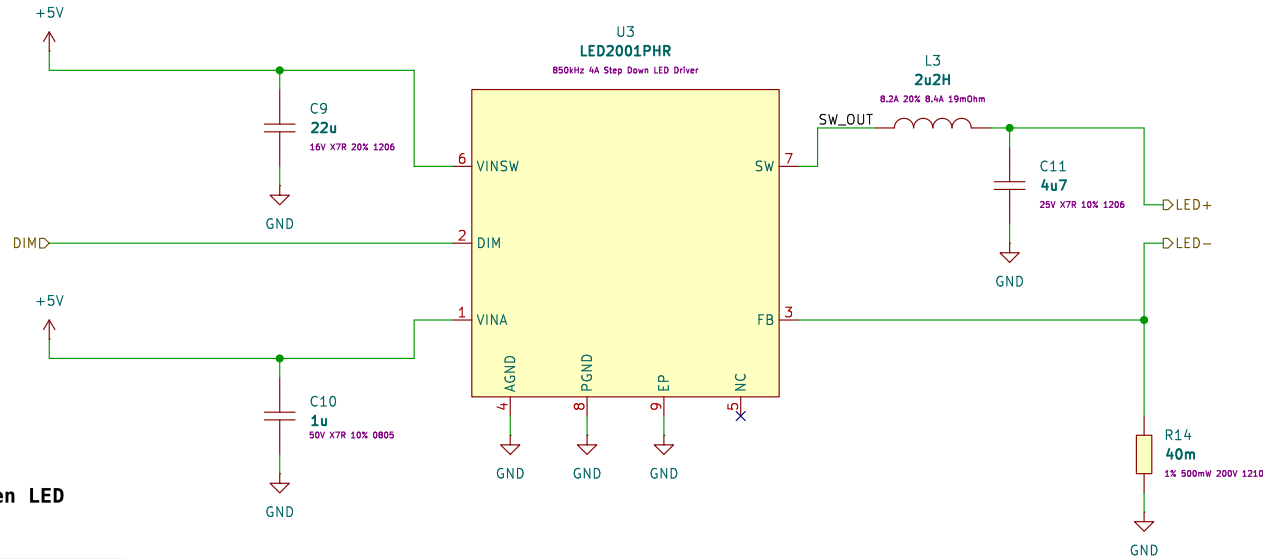 +5V
U3
LED2001PHR
850kHz 4A Step Down LED Driver
L3
2u2H
8.2A 20% 8.4A 19mOhm
C9
22u
16V X7R 20% 1206
SW_OUT
6 VINSW
SW 7
C11
4u7
25V X7R 10% 1206
GND
LED+
DIM
2 DIM
LED-
GND
+5V
1 VINA
FB 3
AGND
PGND
EP
NC
4
8
9
5
C10
1u
50V X7R 10% 0805
R14
40m
1% 500mW 200V 1210
GND
GND
GND
en LED
GND
GND